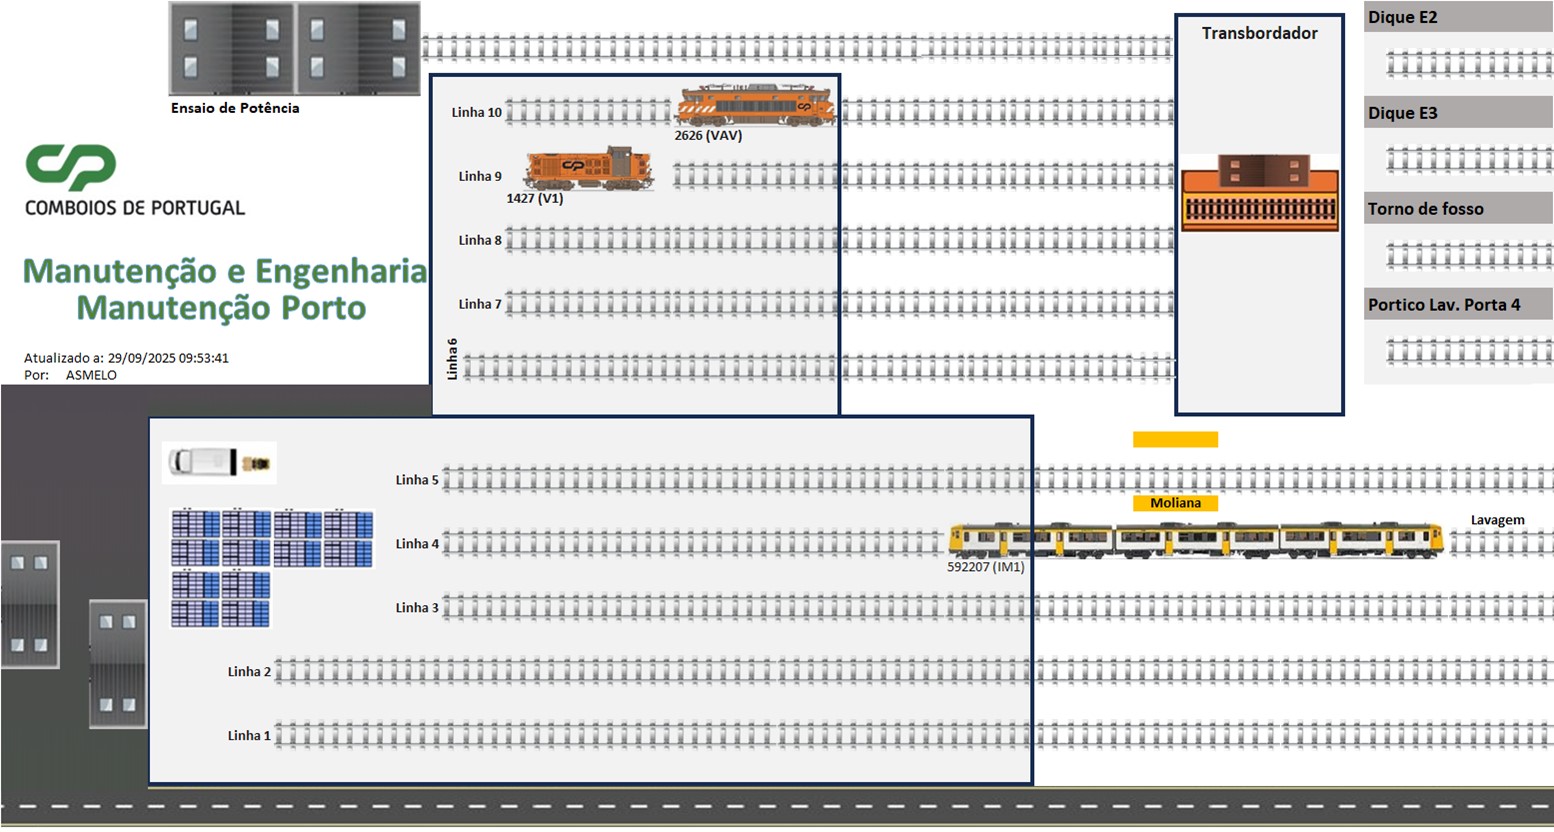 Ensaio de Potência
CP
COMBOIOS DE PORTUGAL
Manutenção e Engenharia
Manutenção Porto
Atualizado a: 29/09/2025 09:53:41
Por: ASMELO
Linha 10
2626 (VAV)
Linha 9
1427 (V1)
Linha 8
Linha 7
Linha6
Transbordador
Dique E2
Dique E3
Torno de fosso
Portico Lav. Porta 4
Linha 5
Moliana
Linha 4
592207 (IM1)
Lavagem
Linha 3
Linha 2
Linha 1